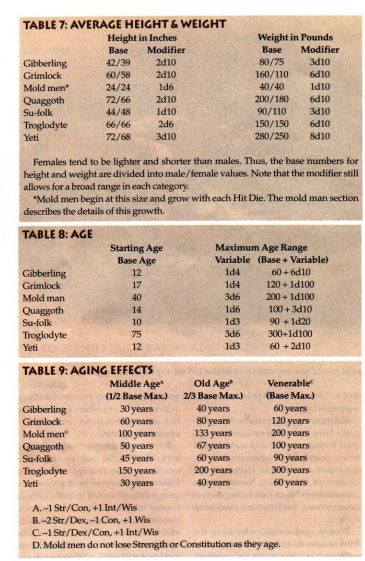 TABLE 7: AVERAGE HEIGHT & WEIGHT
Height in Inches Weight in Pounds
Base Modifier Base Modifier
Gibberling 42/39 2d10 80/75 3d10
Grimlock 60/58 2d10 160/110 6d10
Mold men* 24/24 1d6 40/40 1d10
Quaggoth 72/66 2d10 200/180 6d10
Su-folk 44/48 1d10 90/110 3d10
Troglodyte 66/66 2d6 150/150 6d10
Yeti 72/68 3d10 280/250 8d10
Females tend to be lighter and shorter than males. Thus, the base numbers for
height and weight are divided into male/female values. Note that the modifier still
allows for a broad range in each category.
*Mold men begin at this size and grow with each Hit Die. The mold man section
describes the details of this growth.
TABLE 8: AGE
Starting Age Maximum Age Range
Base Age Variable (Base + Variable)
Gibberling 12 1d4 60 + 6d10
Grimlock 17 1d4 120 + 1d100
Mold man 40 3d6 200 + 1d100
Quagoth 14 1d6 100 + 3d10
Su-folk 10 1d3 90 + 1d20
Troglodyte 75 3d6 300+1d100
Yeti 12 1d3 60 +2d10
TABLE 9: AGING EFFECTS
Middle Ageᴬ Old Ageᴮ Venerableᶜ
(1/2 Base Max.) 2/3 Base Max.) (Base Max.)
Gibberling 30 years 40 years 60 years
Grimlock 60 years 80 years 120 years
Mold menᴰ 100 years 133 years 200 years
Quaggoth 50 years 67 years 100 years
Su-folk 45 years 60 years 90 years
Troglodyte 150 years 200 years 300 years
Yeti 30 years 40 years 60 years
A. –1 Str/Con, +1 Int/Wis
B. –2 Str/Dex, –1 Con, +1 Wis
C. –1 Str/Dex/Con, +1 Int/Wis
D. Mold men do not lose Strength or Constitution as they age.